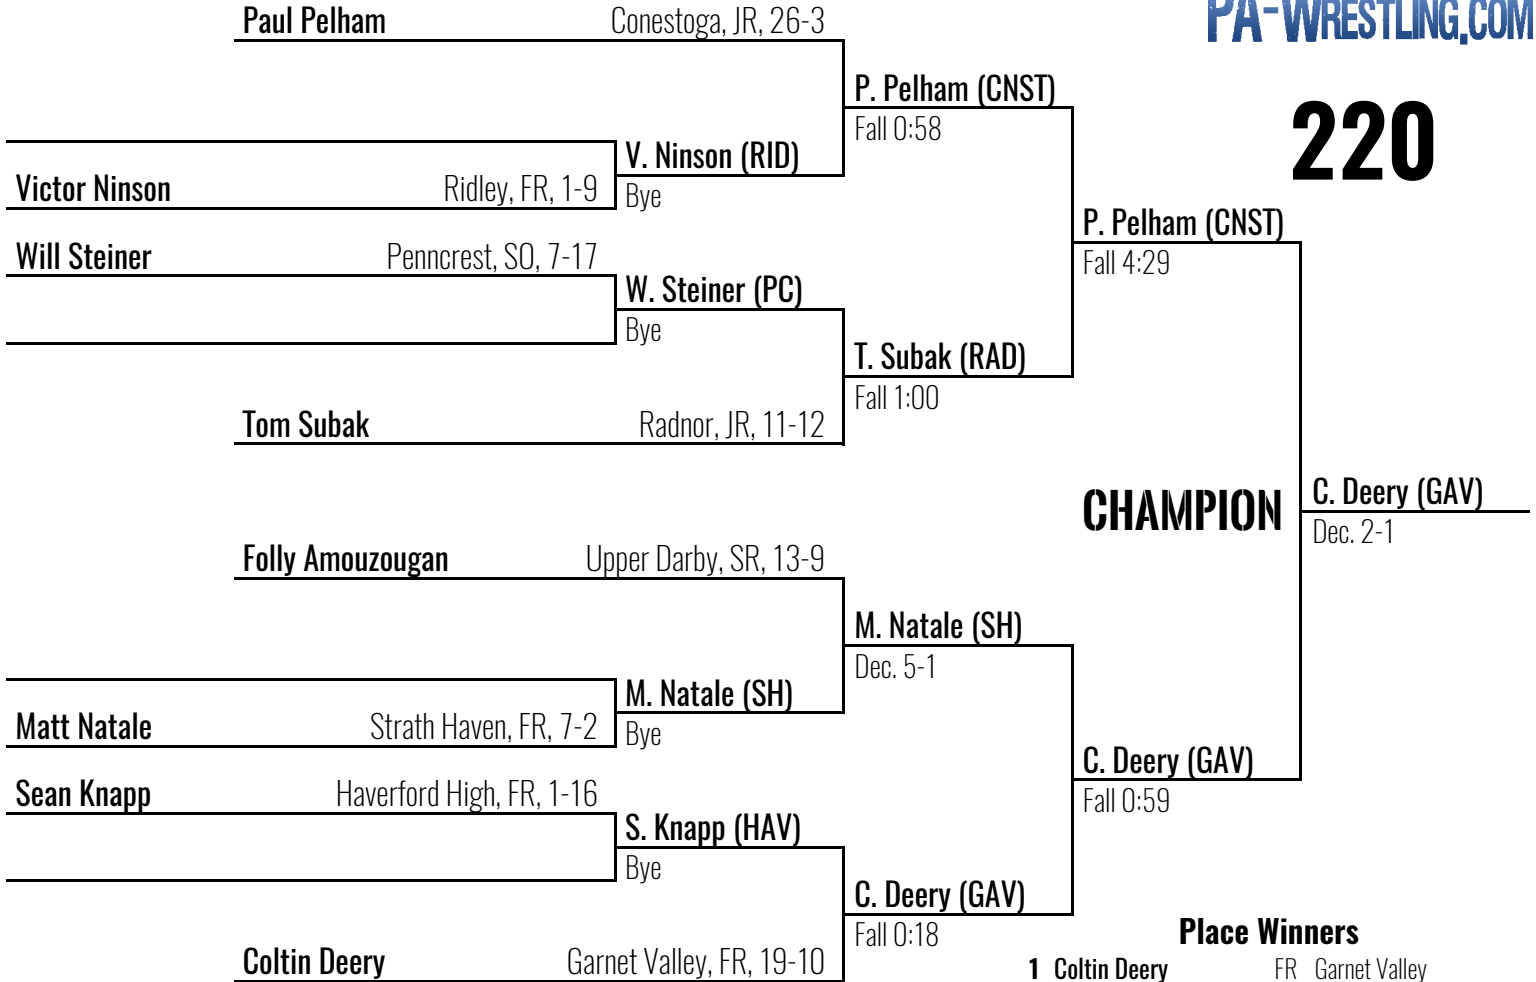 PA-WRESTLING.COM
220
Paul Pelham Conestoga, JR, 26-3
P. Pelham (CNST)
Fall 0:58
V. Ninson (RID)
Victor Ninson Ridley, FR, 1-9
Bye
P. Pelham (CNST)
Fall 4:29
Will Steiner Penncrest, SO, 7-17
W. Steiner (PC)
Bye
T. Subak (RAD)
Fall 1:00
Tom Subak Radnor, JR, 11-12
CHAMPION
C. Deery (GAV)
Dec. 2-1
Folly Amouzougan Upper Darby, SR, 13-9
M. Natale (SH)
Dec. 5-1
M. Natale (SH)
Matt Natale Strath Haven, FR, 7-2
Bye
C. Deery (GAV)
Fall 0:59
Sean Knapp Haverford High, FR, 1-16
S. Knapp (HAV)
Bye
C. Deery (GAV)
Fall 0:18
Coltin Deery Garnet Valley, FR, 19-10
Place Winners
1 Coltin Deery FR Garnet Valley